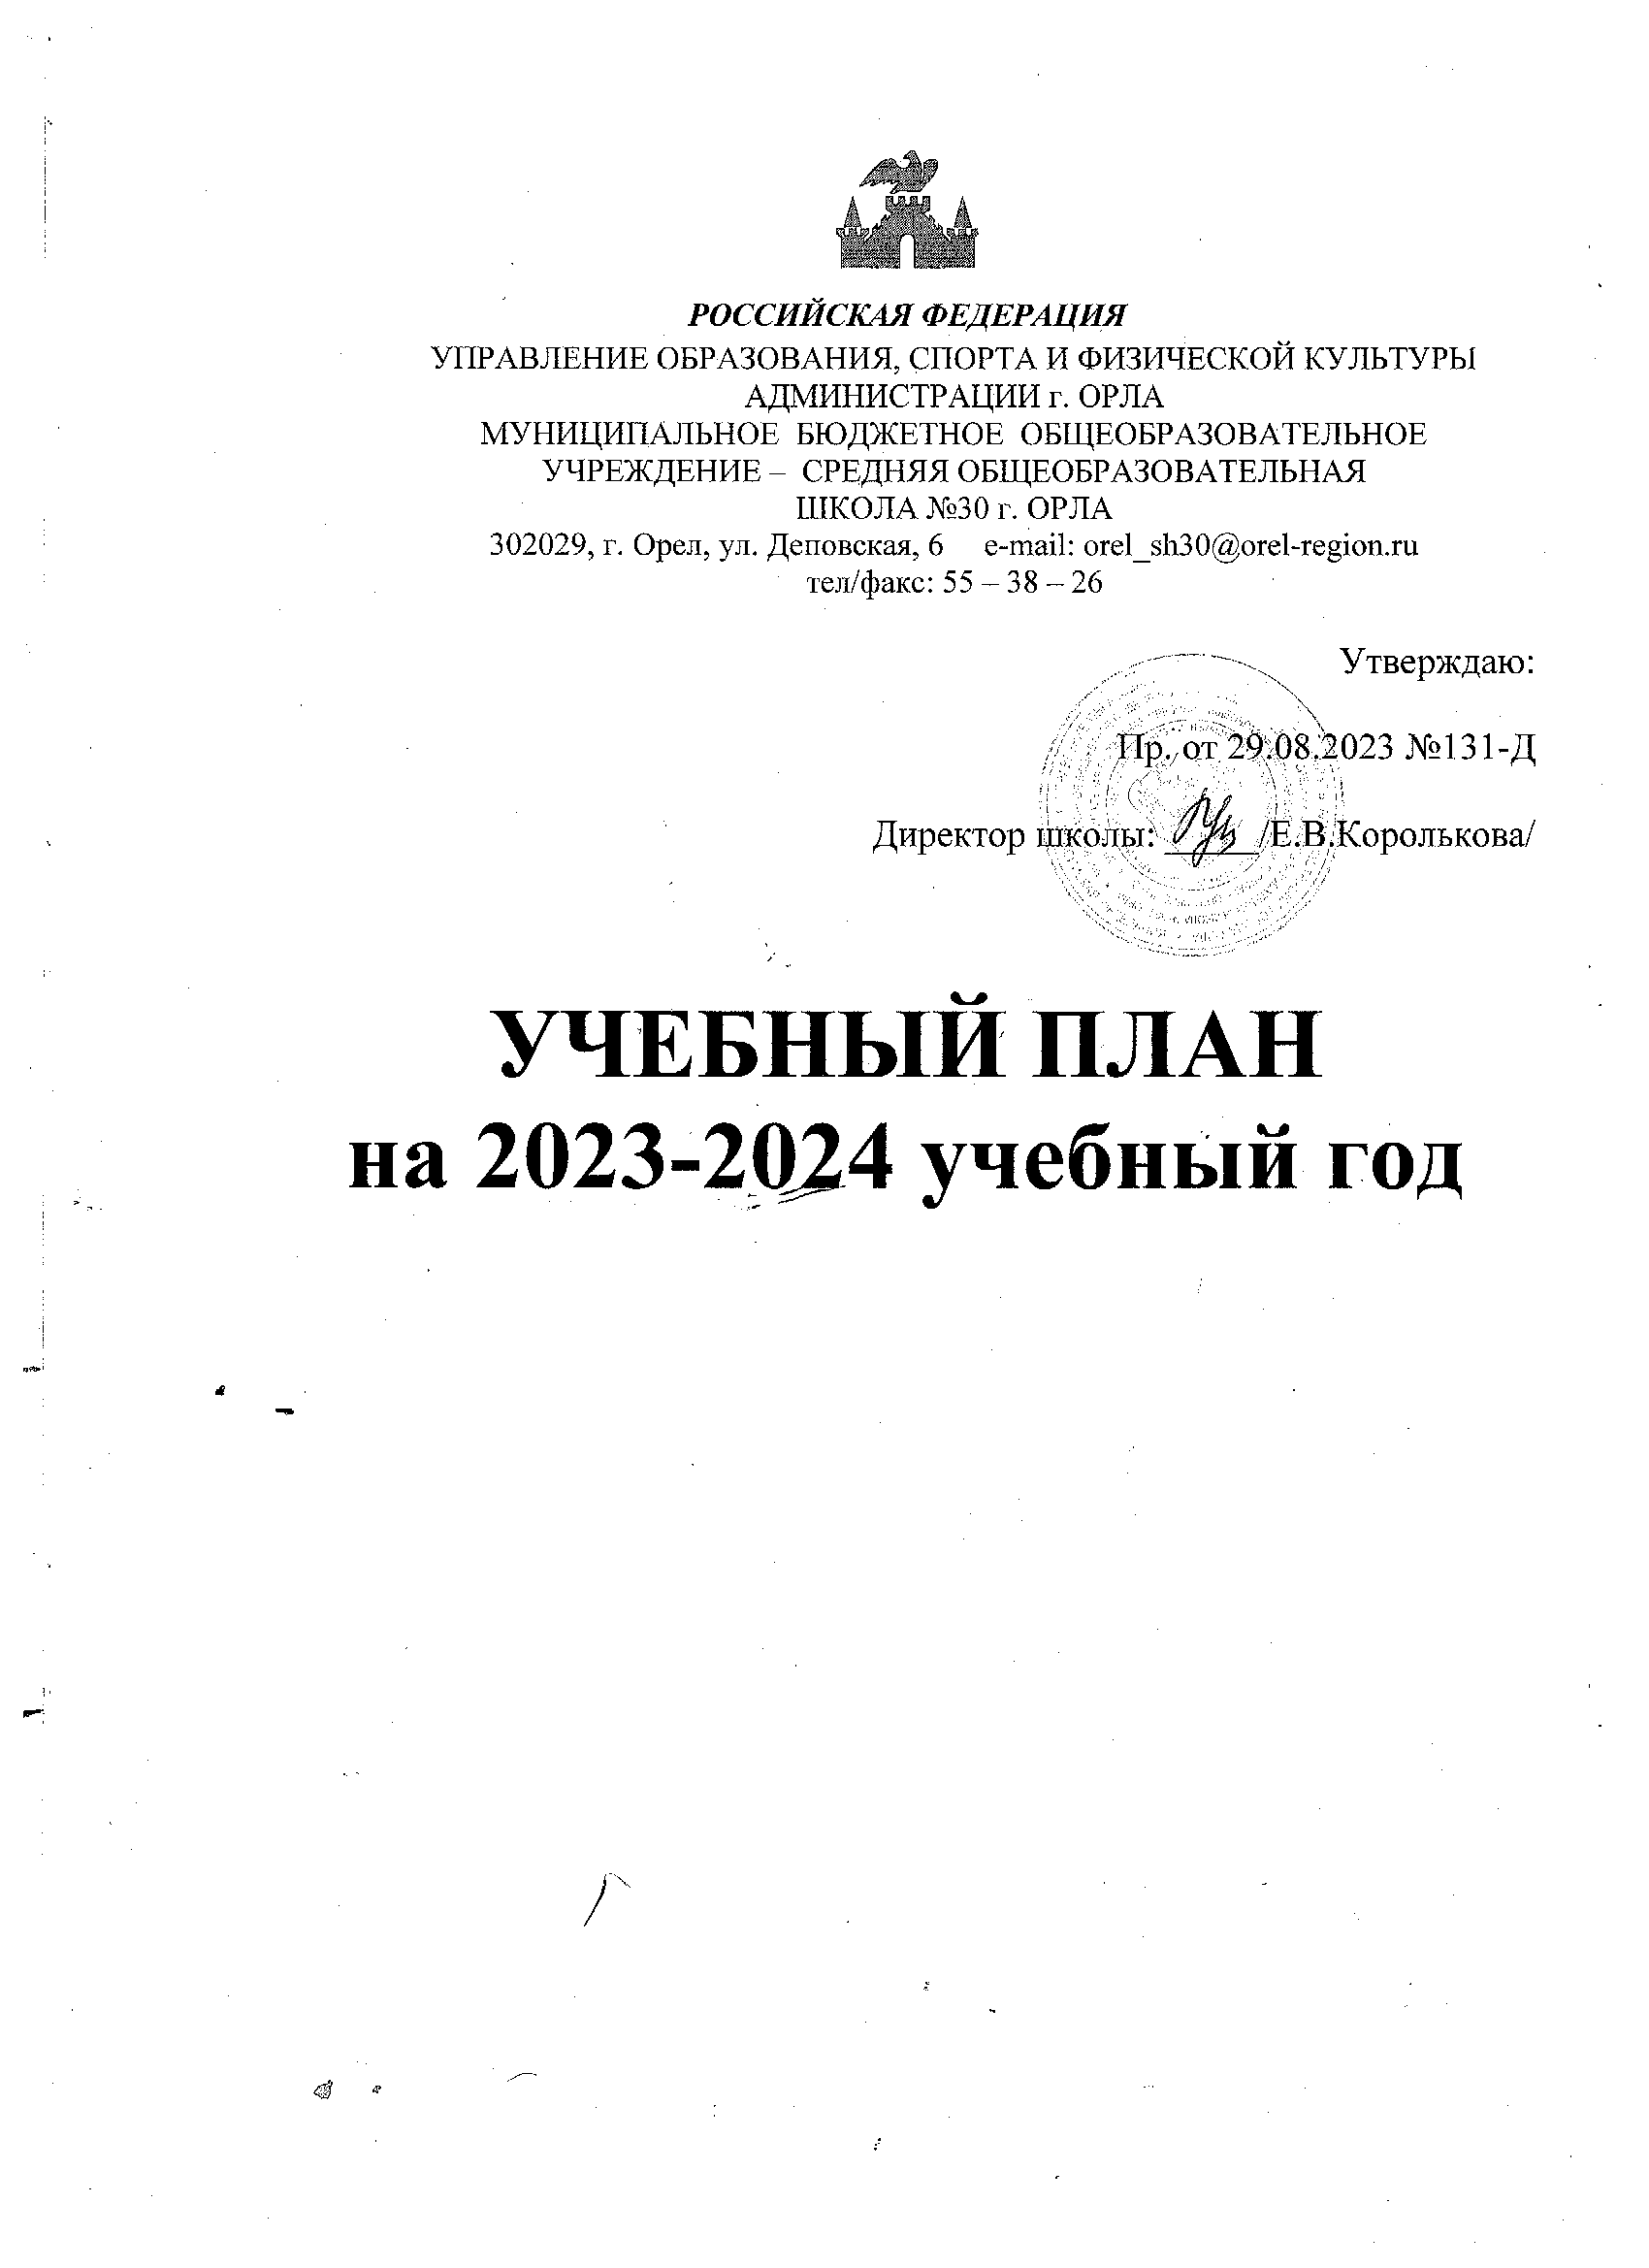 РОССИЙСКАЯ ФЕДЕРАЦИЯ
УПРАВЛЕНИЕ ОБРАЗОВАНИЯ, СПОРТА И ФИЗИЧЕСКОЙ КУЛЬТУРЫ
АДМИНИСТРАЦИИ г. ОРЛА
МУНИЦИПАЛЬНОЕ БЮДЖЕТНОЕ ОБЩЕОБРАЗОВАТЕЛЬНОЕ
УЧРЕЖДЕНИЕ – СРЕДНЯЯ ОБЩЕОБРАЗОВАТЕЛЬНАЯ
ШКОЛА №30 г. ОРЛА
302029, г. Орел, ул. Деповская, 6 e-mail: orel_sh30@orel-region.ru
тел/факс: 55 – 38 – 26
Утверждаю:
Пр. от 29.08.2023 №131-Д
Директор школы: /Е.В.Королькова/
УЧЕБНЫЙ ПЛАН
на 2023-2024 учебный год